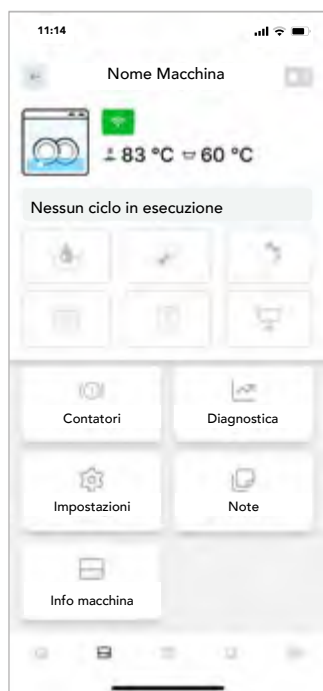 11:14
Nome Macchina
83 °C 60 °C
Nessun ciclo in esecuzione
Contatori
Diagnostica
Impostazioni
Note
Info macchina